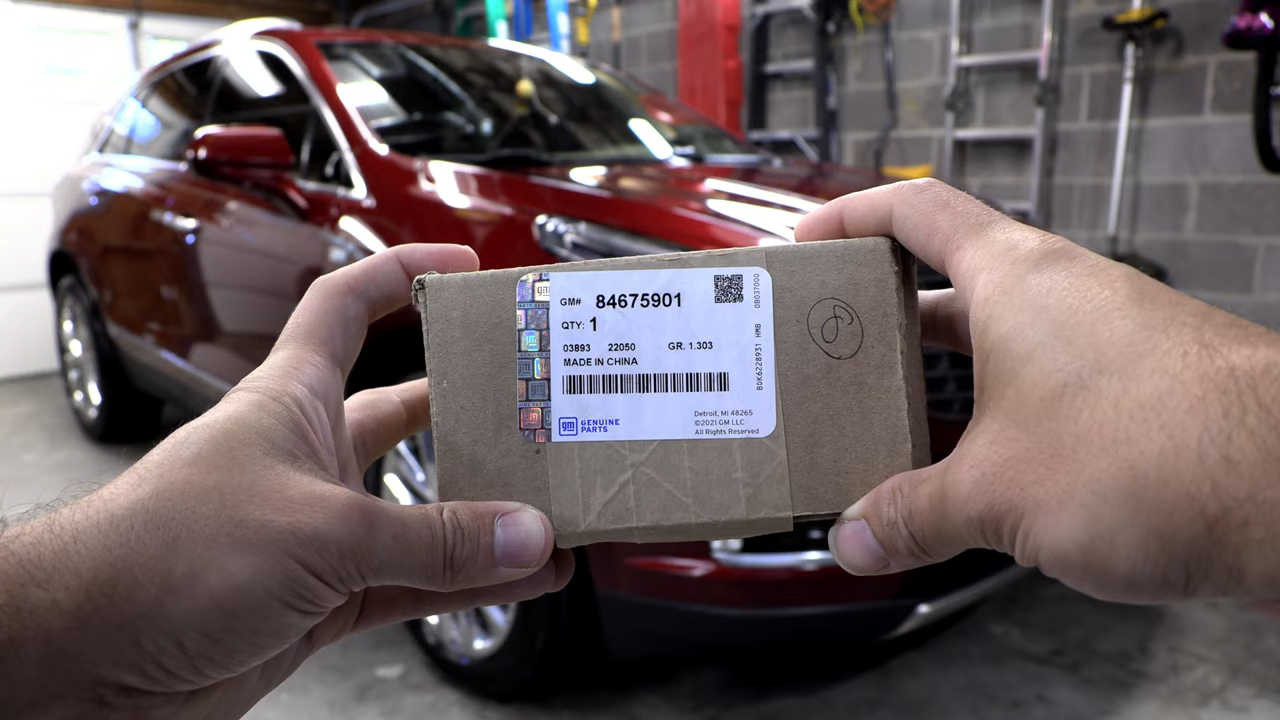 GM# 84675901
QTY: 1
03893 22050 GR. 1.303
MADE IN CHINA
gm GENUINE
PARTS
Detroit, MI 48265
©2021 GM LLC
All Rights Reserved
BDK6228931 HMB 08037000
8